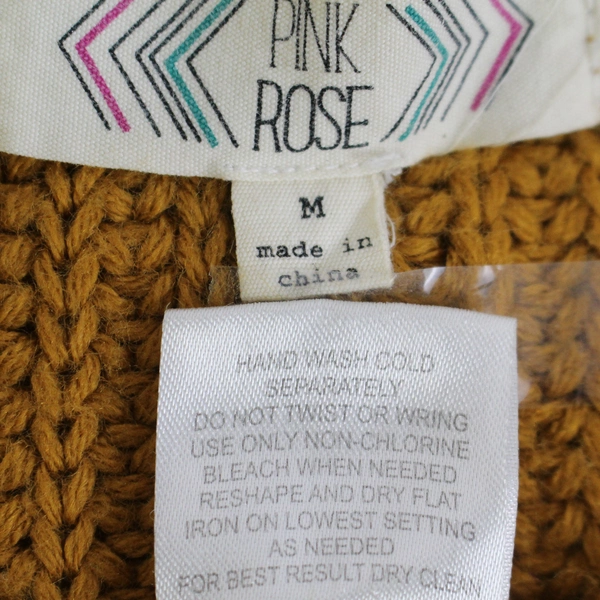 PINK
ROSE
M
made in
china
HAND WASH COLD
SEPARATELY
DO NOT TWIST OR WRING
USE ONLY NON-CHLORINE
BLEACH WHEN NEEDED
RESHAPE AND DRY FLAT
IRON ON LOWEST SETTING
AS NEEDED
FOR BEST RESULT DRY CLEAN